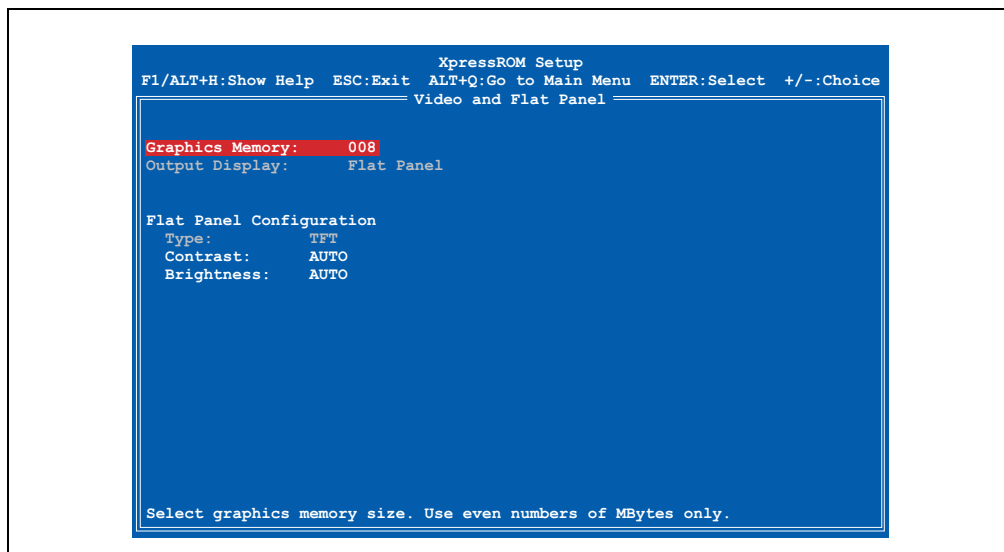 XpressROM Setup
F1/ALT+H:Show Help ESC:Exit ALT+Q:Go to Main Menu ENTER:Select +/-:Choice
Video and Flat Panel
Graphics Memory: 008
Output Display: Flat Panel
Flat Panel Configuration
Type: TFT
Contrast: AUTO
Brightness: AUTO
Select graphics memory size. Use even numbers of MBytes only.